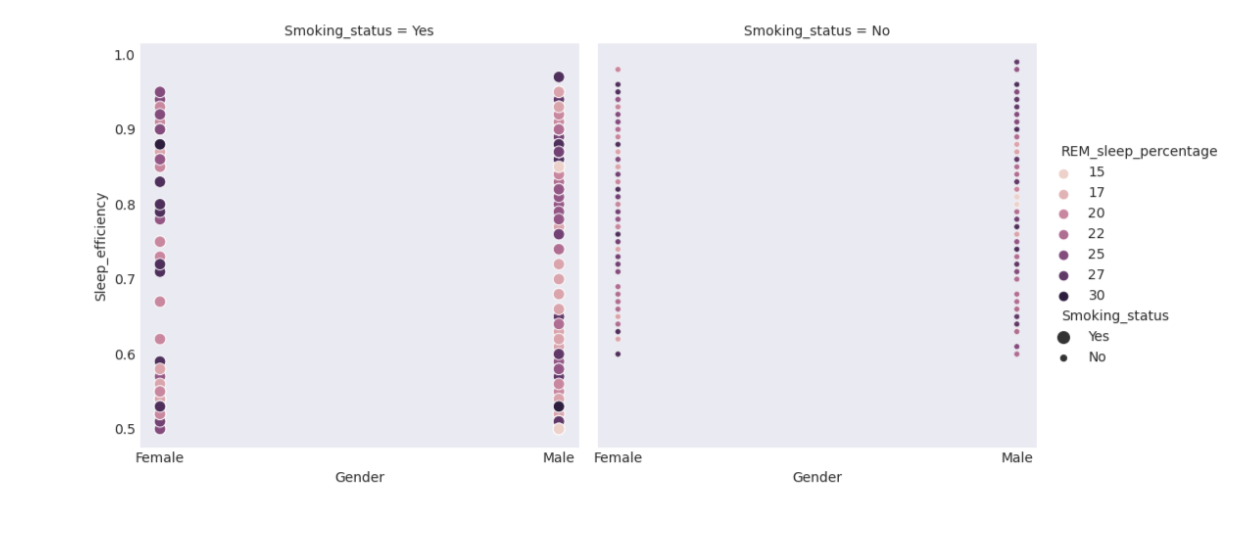 Smoking_status = Yes
Smoking_status = No
1.0
0.9
0.8
0.7
0.6
0.5
Sleep_efficiency
Female
Male
Female
Male
Gender
Gender
REM_sleep_percentage
15
17
20
22
25
27
30
Smoking_status
Yes
No